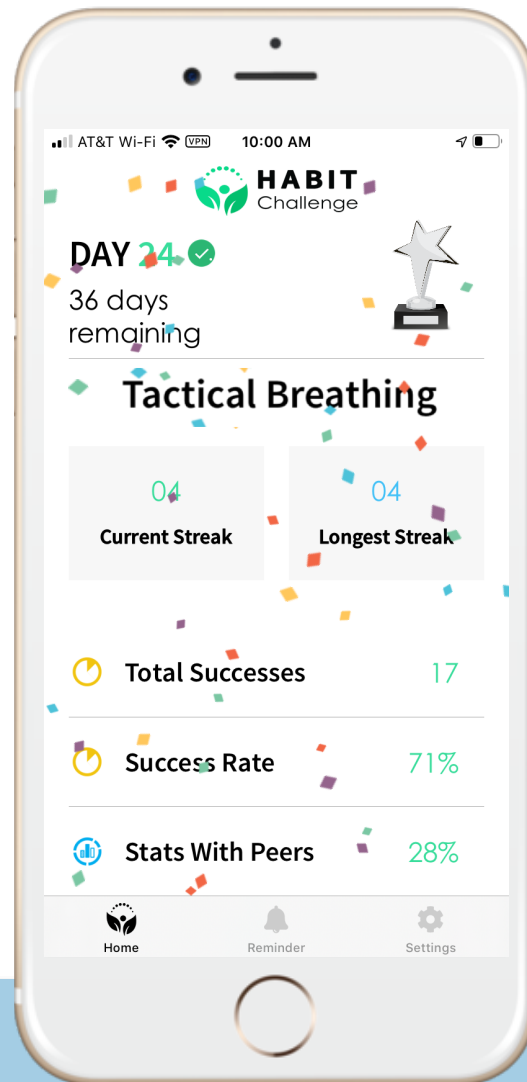 AT&T Wi-Fi VPN 10:00 AM
HABIT
Challenge
DAY 24
36 days
remaining
Tactical Breathing
04 04
Current Streak Longest Streak
Total Successes 17
Success Rate 71%
Stats With Peers 28%
Home Reminder Settings